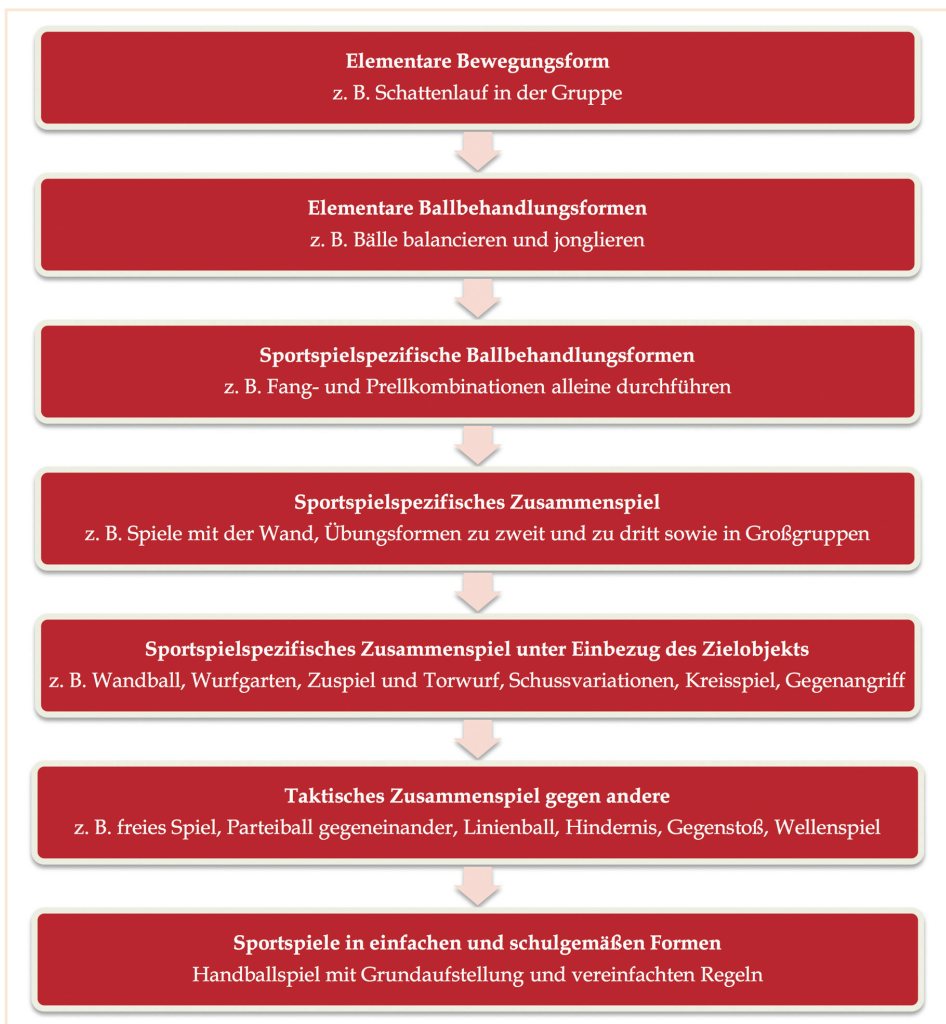 Elementare Bewegungsform
z. B. Schattenlauf in der Gruppe
Elementare Ballbehandlungsformen
z. B. Bälle balancieren und jonglieren
Sportspielspezifische Ballbehandlungsformen
z. B. Fang- und Prellkombinationen alleine durchführen
Sportspielspezifisches Zusammenspiel
z. B. Spiele mit der Wand, Übungsformen zu zweit und zu dritt sowie in Großgruppen
Sportspielspezifisches Zusammenspiel unter Einbezug des Zielobjekts
z. B. Wandball, Wurfgarten, Zuspiel und Torwurf, Schussvariationen, Kreisspiel, Gegenangriff
Taktisches Zusammenspiel gegen andere
z. B. freies Spiel, Parteiball gegeneinander, Linienball, Hindernis, Gegenstoß, Wellenspiel
Sportspiele in einfachen und schulgemäßen Formen
Handballspiel mit Grundaufstellung und vereinfachten Regeln